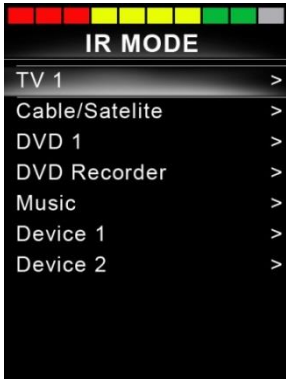 IR MODE
TV 1 >
Cable/Satelite >
DVD 1 >
DVD Recorder >
Music >
Device 1 >
Device 2 >